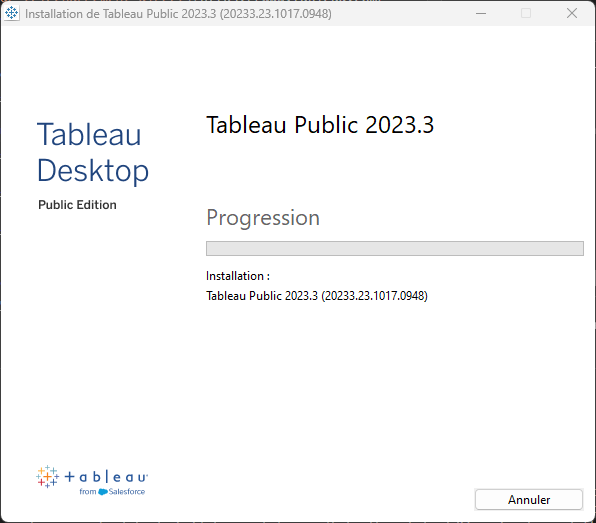 Installation de Tableau Public 2023.3 (20233.23.1017.0948)
Tableau Public 2023.3
Tableau
Desktop
Public Edition
Progression
Installation :
Tableau Public 2023.3 (20233.23.1017.0948)
+ableau
from Salesforce
Annuler